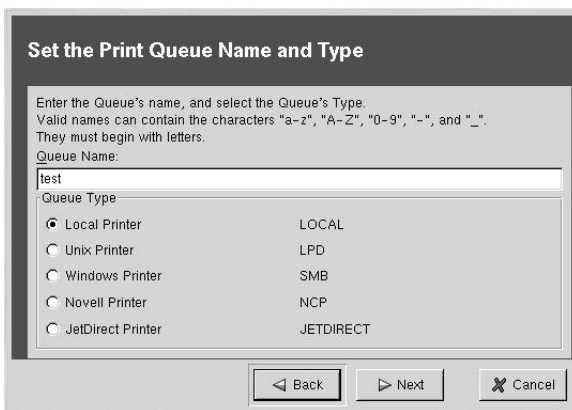 Set the Print Queue Name and Type
Enter the Queue's name, and select the Queue's Type.
Valid names can contain the characters "a-z", "A-Z", "0-9", "-", and "_".
They must begin with letters.
Queue Name:
test
Queue Type
Local Printer LOCAL
Unix Printer LPD
Windows Printer SMB
Novell Printer NCP
JetDirect Printer JETDIRECT
Back Next Cancel